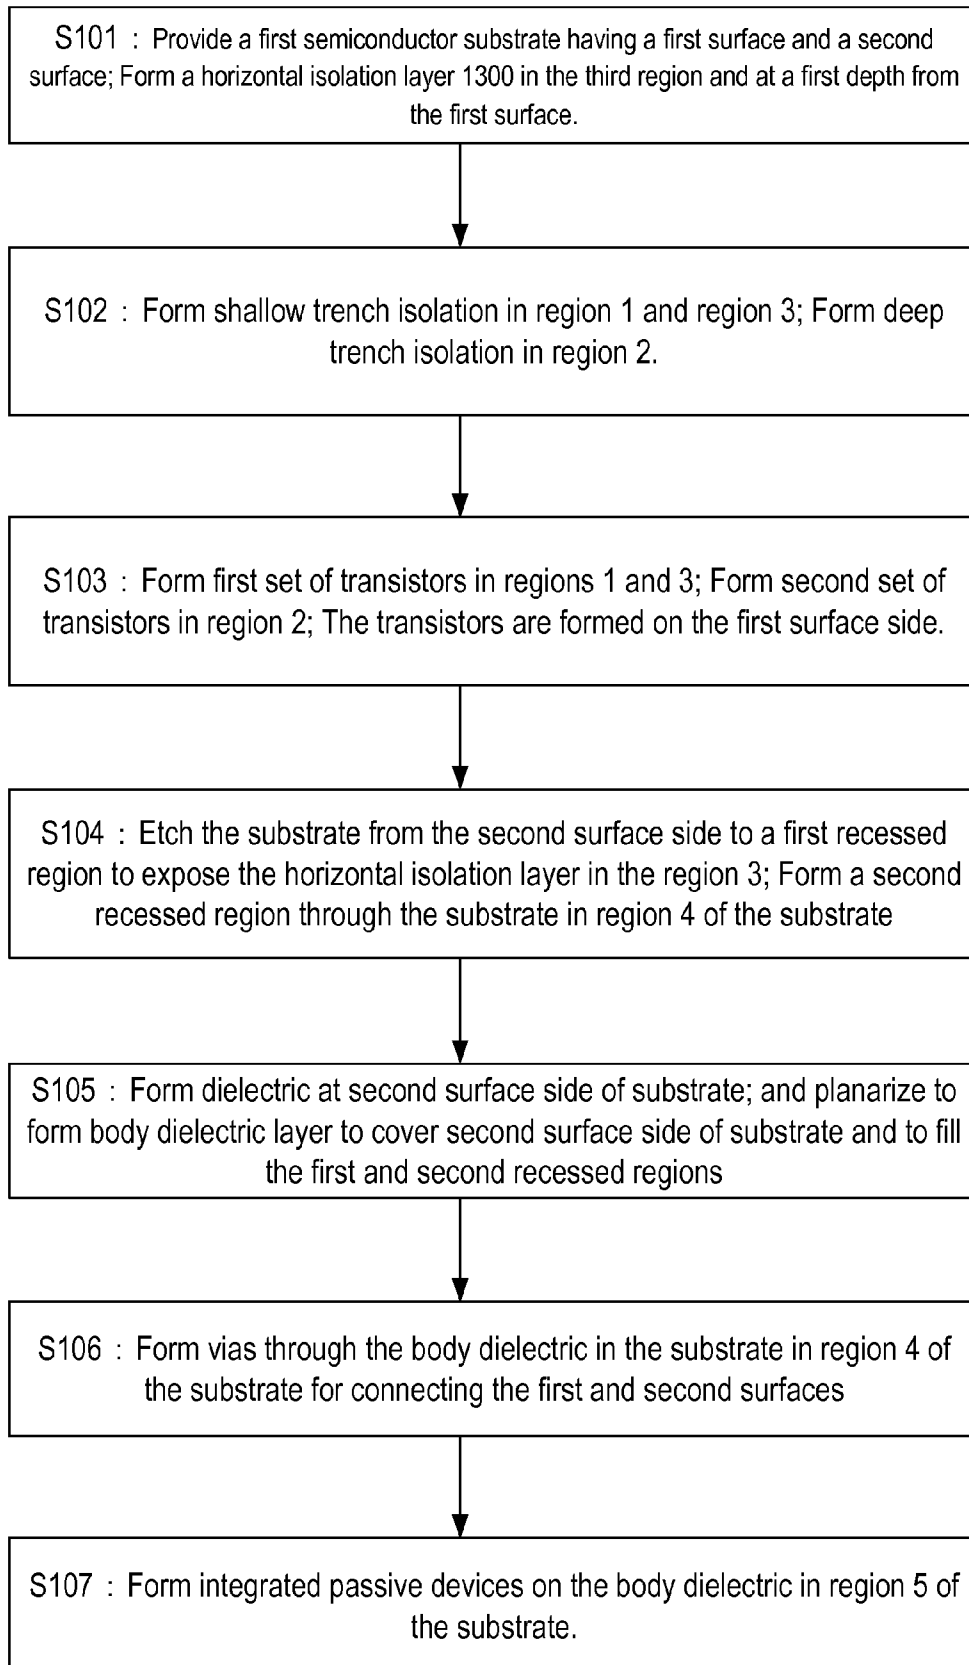 S101 : Provide a first semiconductor substrate having a first surface and a second
surface; Form a horizontal isolation layer 1300 in the third region and at a first depth from
the first surface.
S102 : Form shallow trench isolation in region 1 and region 3; Form deep
trench isolation in region 2.
S103 : Form first set of transistors in regions 1 and 3; Form second set of
transistors in region 2; The transistors are formed on the first surface side.
S104 : Etch the substrate from the second surface side to a first recessed
region to expose the horizontal isolation layer in the region 3; Form a second
recessed region through the substrate in region 4 of the substrate
S105 : Form dielectric at second surface side of substrate; and planarize to
form body dielectric layer to cover second surface side of substrate and to fill
the first and second recessed regions
S106 : Form vias through the body dielectric in the substrate in region 4 of
the substrate for connecting the first and second surfaces
S107 : Form integrated passive devices on the body dielectric in region 5 of
the substrate.